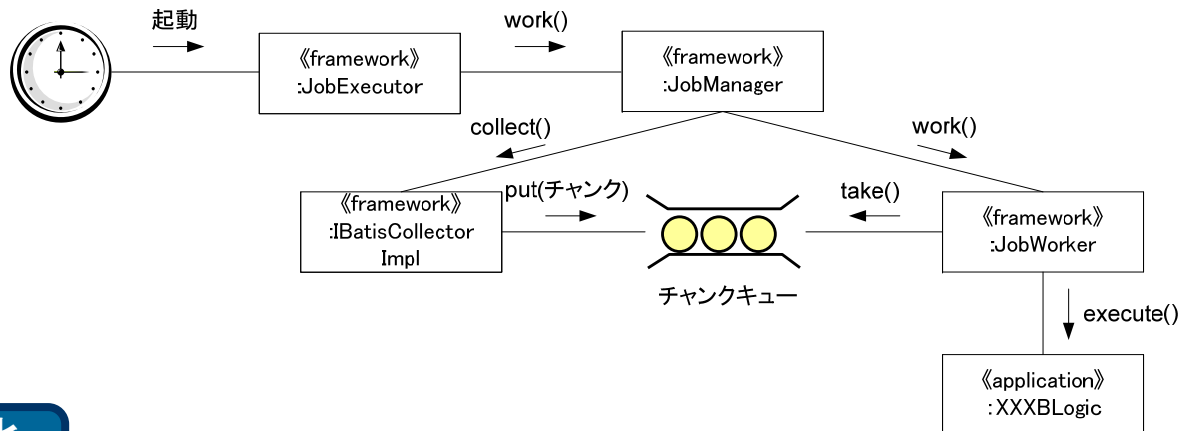 起動
work()
《framework》
:JobExecutor
《framework》
:JobManager
collect()
work()
《framework》
:IBatisCollector
Impl
put(チャンク)
take()
《framework》
:JobWorker
チャンクキュー
execute()
《application》
:XXXBLogic